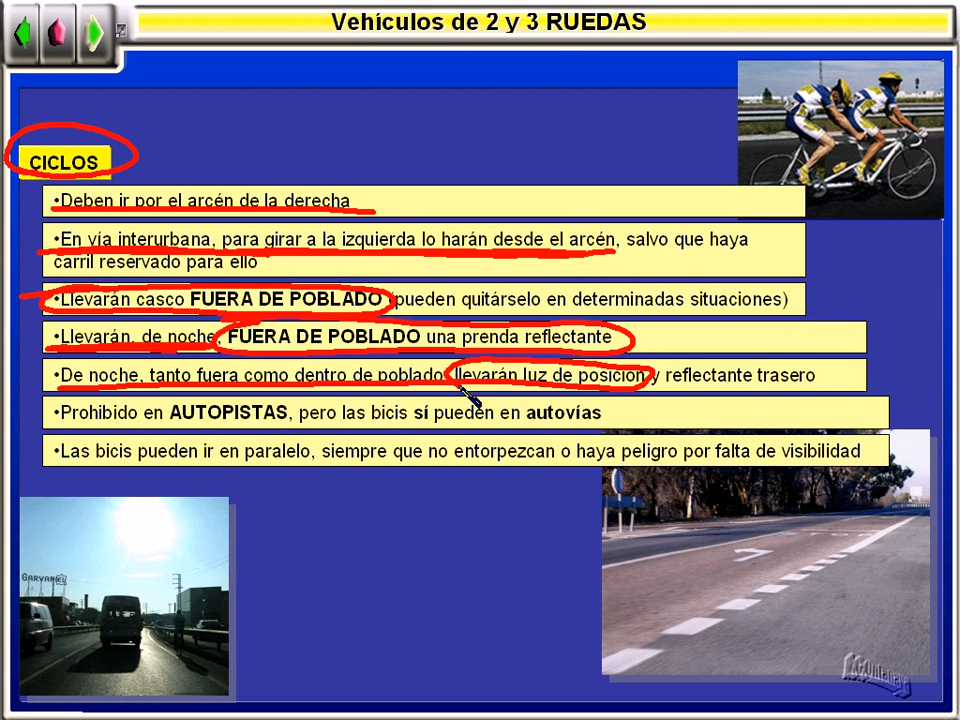 Vehículos de 2 y 3 RUEDAS
CICLOS
•Deben ir por el arcén de la derecha
•En vía interurbana, para girar a la izquierda lo harán desde el arcén, salvo que haya
carril reservado para ello
•Llevarán casco FUERA DE POBLADO (pueden quitárselo en determinadas situaciones)
•Llevarán, de noche, FUERA DE POBLADO una prenda reflectante
•De noche, tanto fuera como dentro de poblado, llevarán luz de posición y reflectante trasero
•Prohibido en AUTOPISTAS, pero las bicis sí pueden en autovías
•Las bicis pueden ir en paralelo, siempre que no entorpezcan o haya peligro por falta de visibilidad